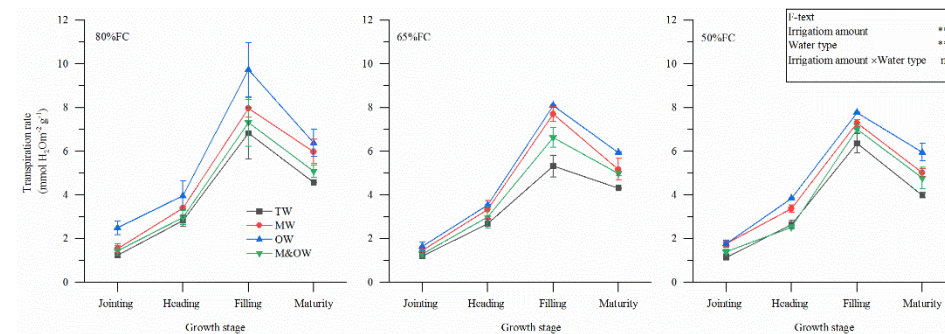 80%FC
65%FC
50%FC
F-text
Irrigatiom amount **
Water type **
Irrigatiom amount ×Water type
Transpiration rate
(mmol H₂Om⁻² g⁻¹)
12
10
8
6
4
2
0
TW
MW
OW
M&OW
Jointing Heading Filling Maturity
Growth stage
12
10
8
6
4
2
0
Jointing Heading Filling Maturity
Growth stage
12
10
8
6
4
2
0
Jointing Heading Filling Maturity
Growth stage